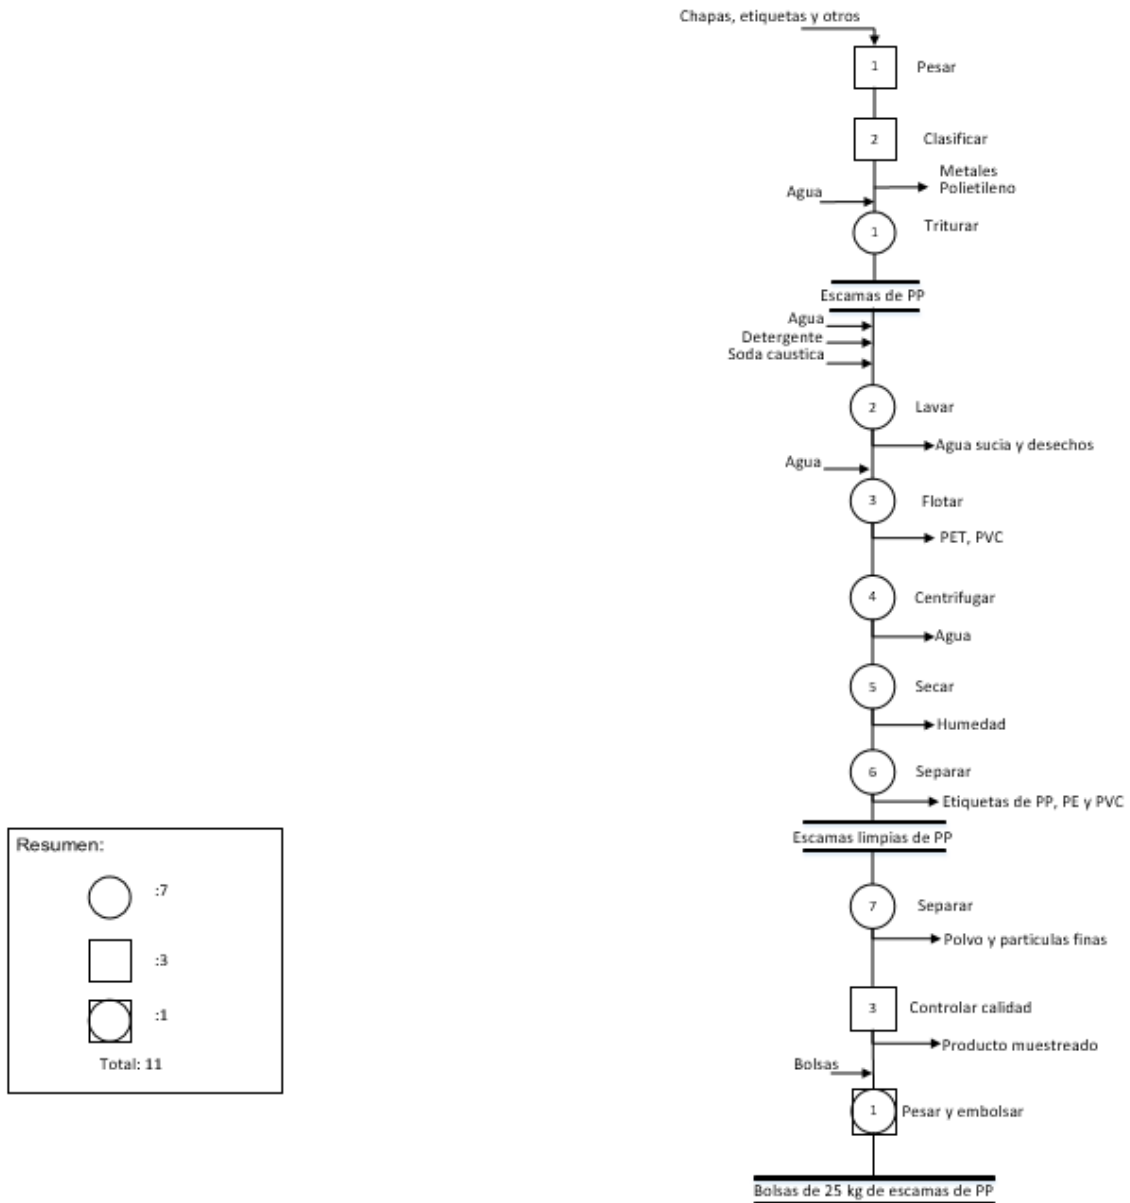 Chapas, etiquetas y otros
1 Pesar
2 Clasificar
Metales
Polietileno
Agua
1 Triturar
Escamas de PP
Agua
Detergente
Soda caustica
2 Lavar
Agua sucia y desechos
Agua
3 Flotar
PET, PVC
4 Centrifugar
Agua
5 Secar
Humedad
6 Separar
Etiquetas de PP, PE y PVC
Escamas limpias de PP
7 Separar
Polvo y particulas finas
3 Controlar calidad
Producto muestreado
Bolsas
1 Pesar y embolsar
Bolsas de 25 kg de escamas de PP
Resumen:
:7
:3
:1
Total: 11